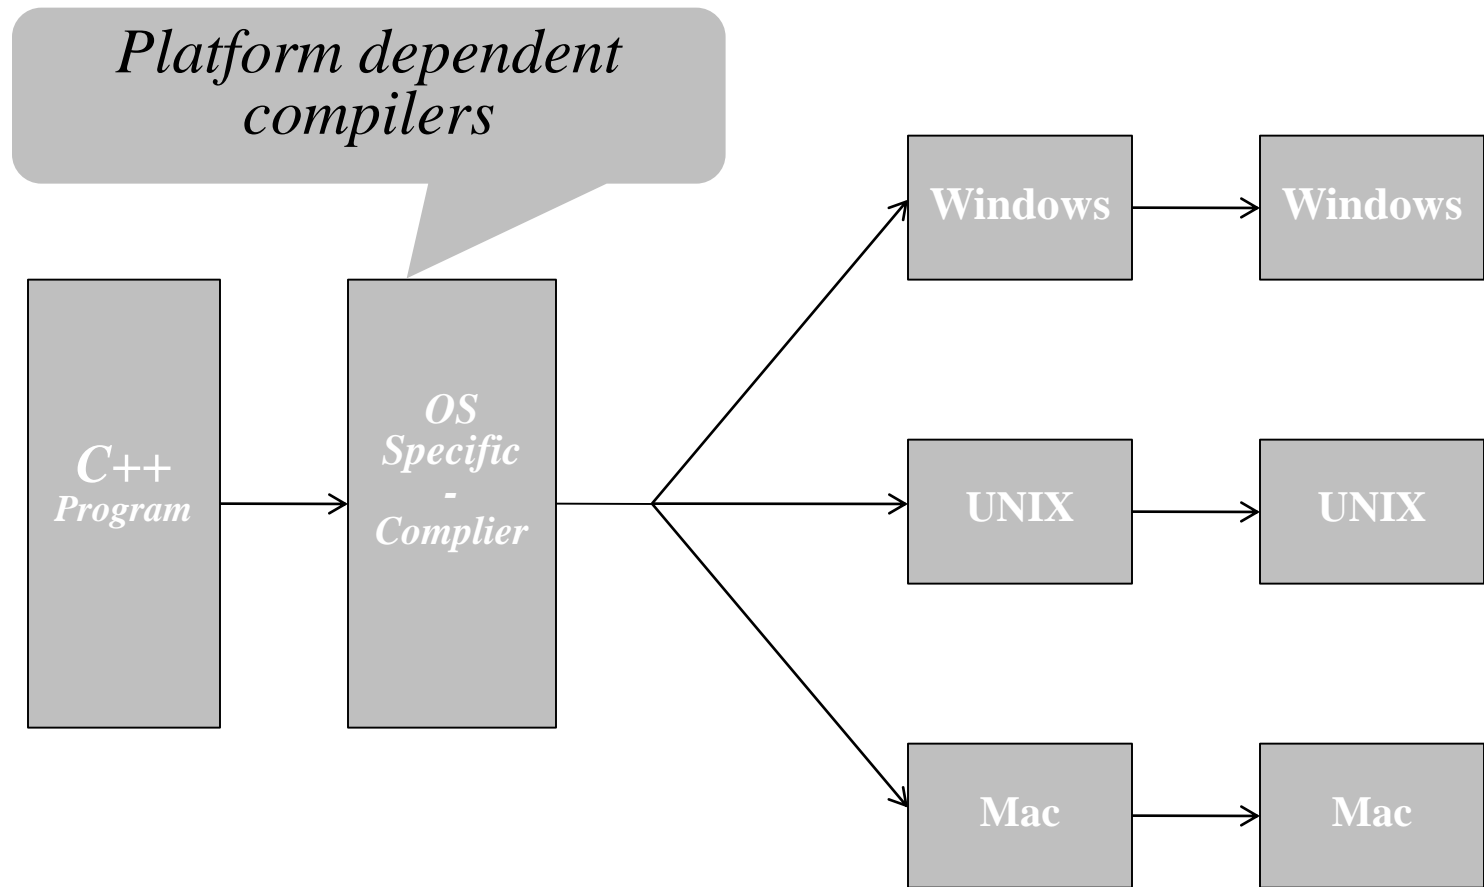 Platform dependent
compilers
C++
Program
OS
Specific
-
Complier
Windows
Windows
UNIX
UNIX
Mac
Mac